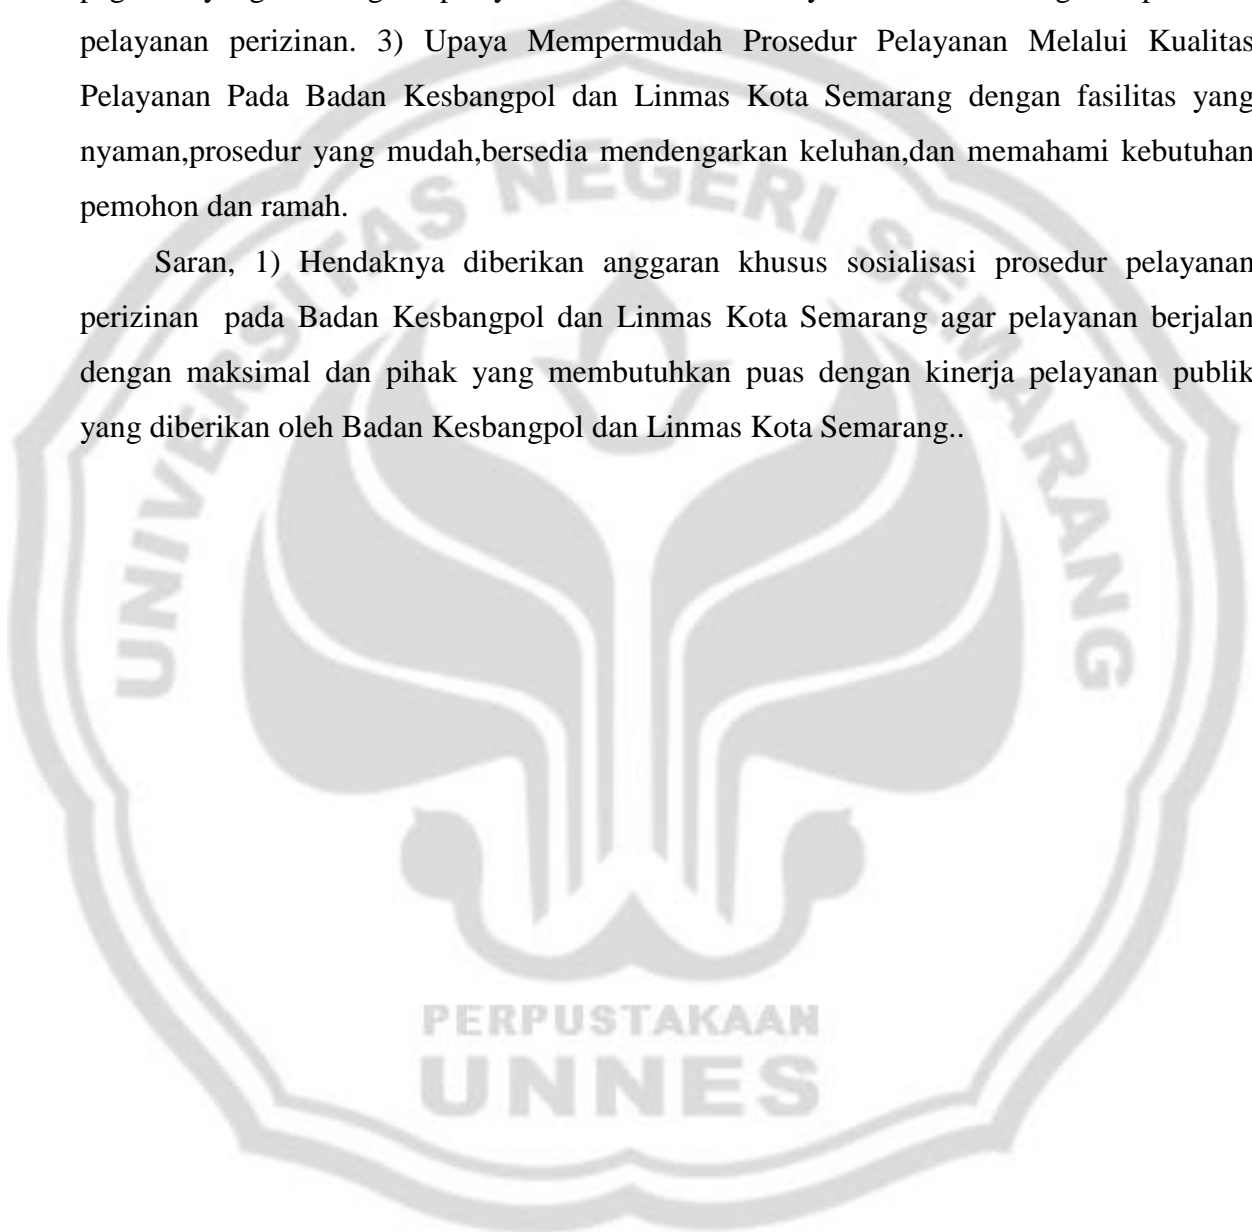 pelayanan perizinan. 3) Upaya Mempermudah Prosedur Pelayanan Melalui Kualitas
Pelayanan Pada Badan Kesbangpol dan Linmas Kota Semarang dengan fasilitas yang
nyaman,prosedur yang mudah,bersedia mendengarkan keluhan,dan memahami kebutuhan
pemohon dan ramah.
Saran, 1) Hendaknya diberikan anggaran khusus sosialisasi prosedur pelayanan
perizinan pada Badan Kesbangpol dan Linmas Kota Semarang agar pelayanan berjalan
dengan maksimal dan pihak yang membutuhkan puas dengan kinerja pelayanan publik
yang diberikan oleh Badan Kesbangpol dan Linmas Kota Semarang..
UNIVERSITAS NEGERI SEMARANG
PERPUSTAKAAN
UNNES